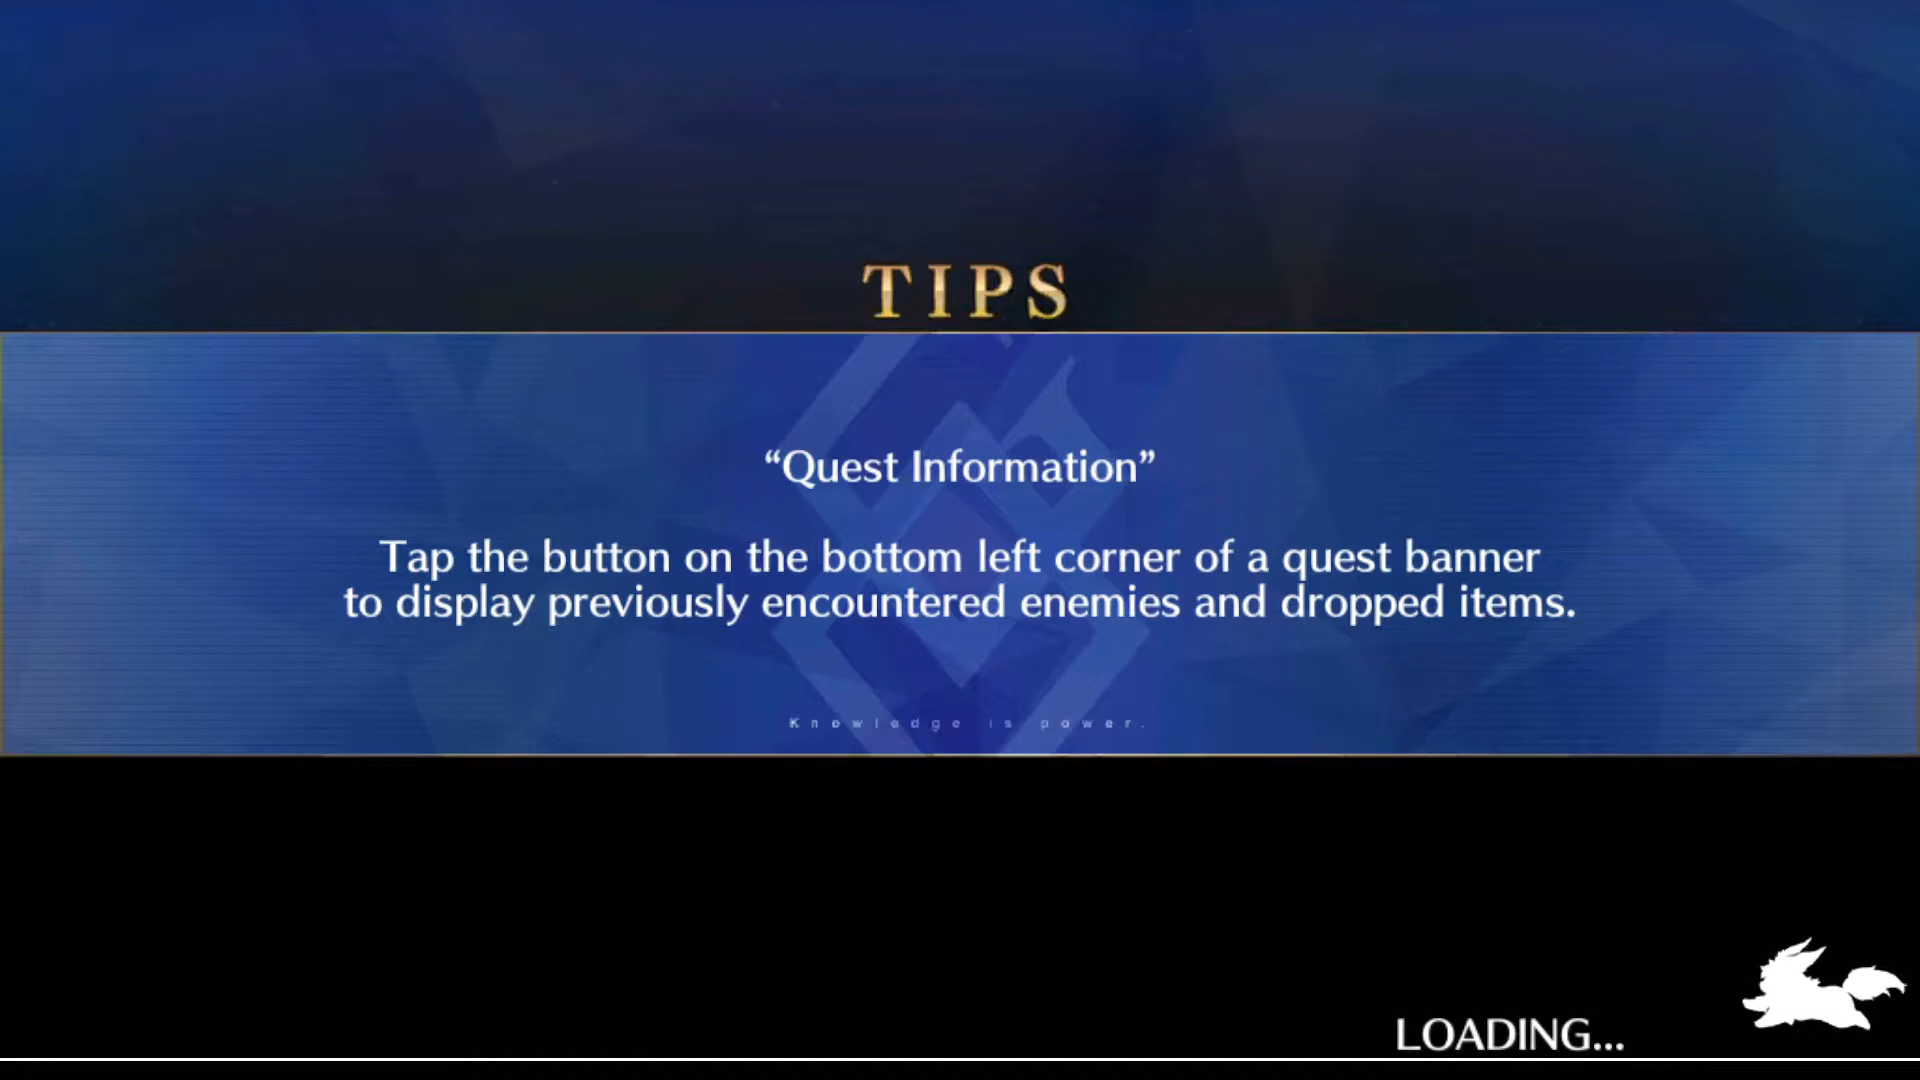 TIPS
“Quest Information”
Tap the button on the bottom left corner of a quest banner
to display previously encountered enemies and dropped items.
Knowledge is power.
LOADING...